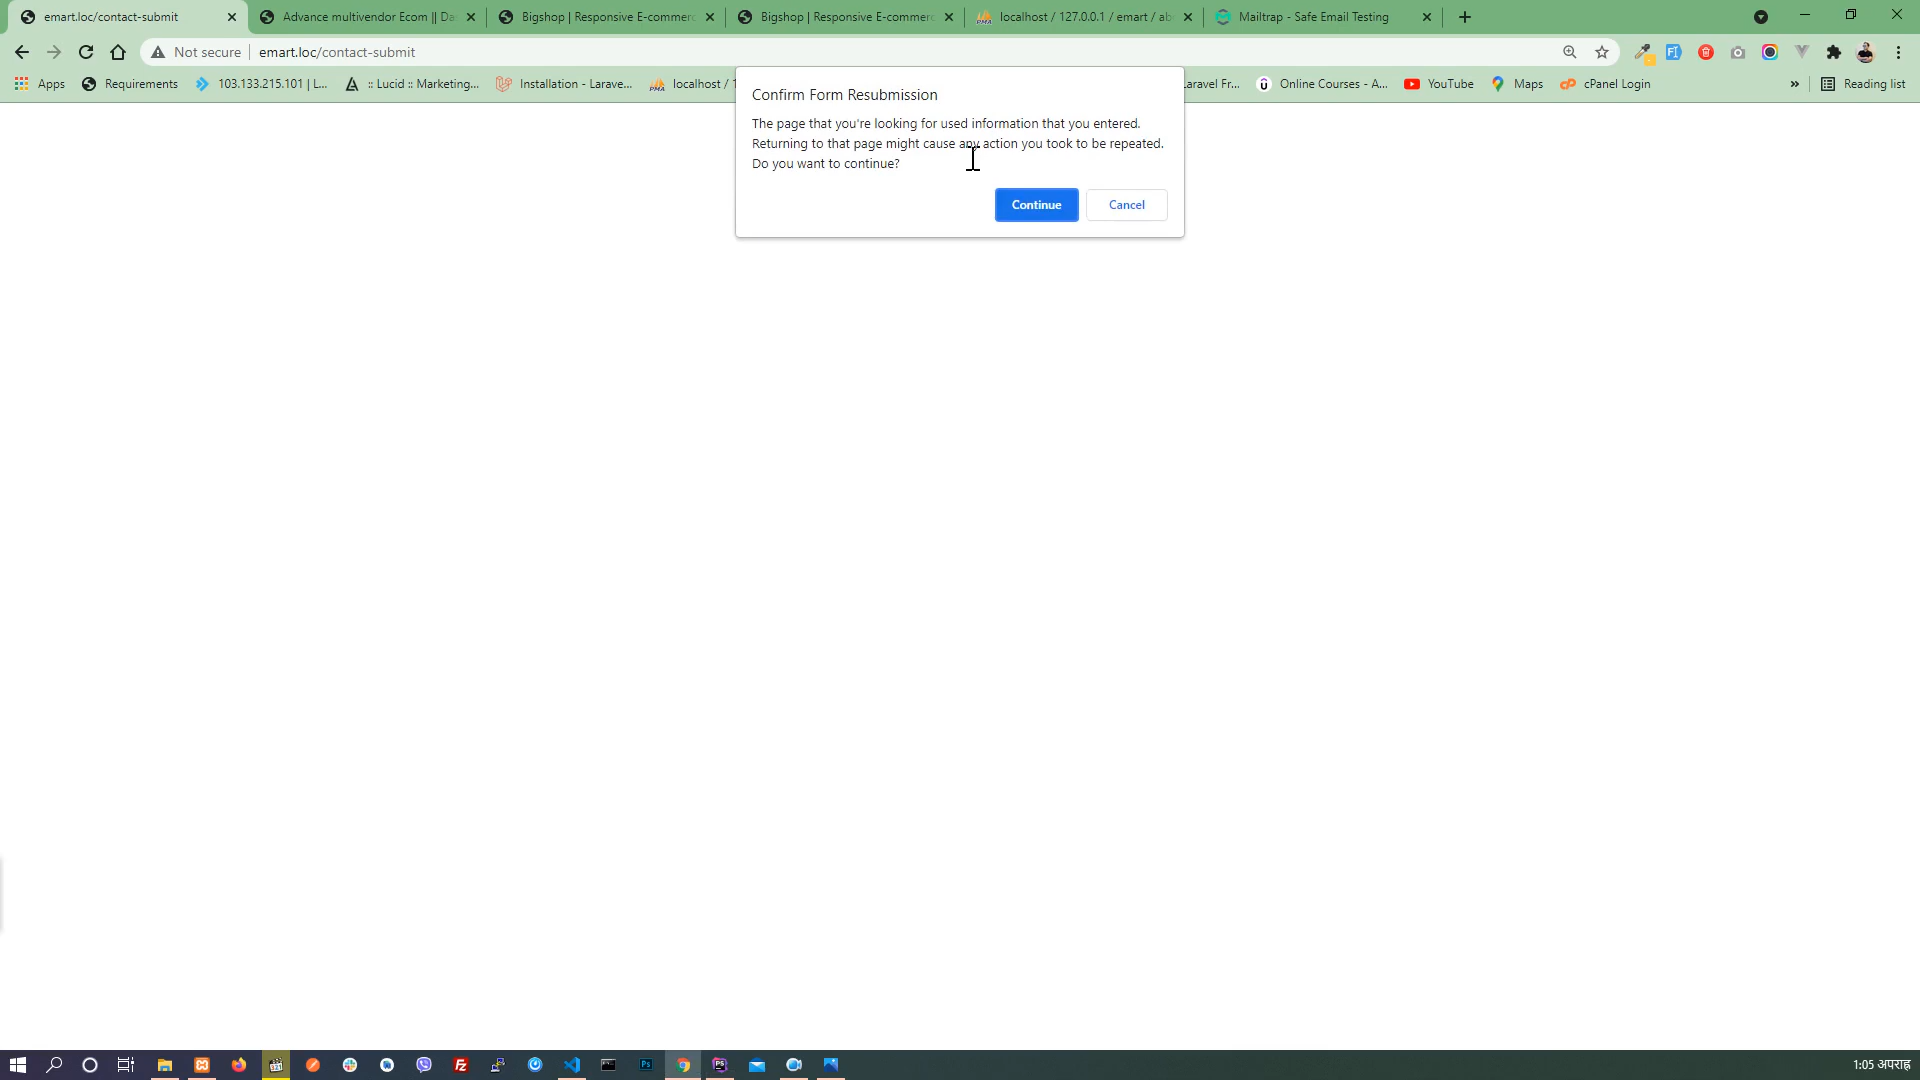 emart.loc/contact-submit
Advance multivendor Ecom || Da
Bigshop | Responsive E-commerc
Bigshop | Responsive E-commerc
localhost / 127.0.0.1 / emart / ab
Mailtrap - Safe Email Testing
Not secure
emart.loc/contact-submit
Apps
Requirements
103.133.215.101 | L...
:: Lucid :: Marketing...
Installation - Larave...
localhost / 1
aravel Fr...
Online Courses - A...
YouTube
Maps
cPanel Login
»
Reading list
Confirm Form Resubmission
The page that you're looking for used information that you entered.
Returning to that page might cause any action you took to be repeated.
Do you want to continue?
Continue
Cancel
1:05 अपराह्न